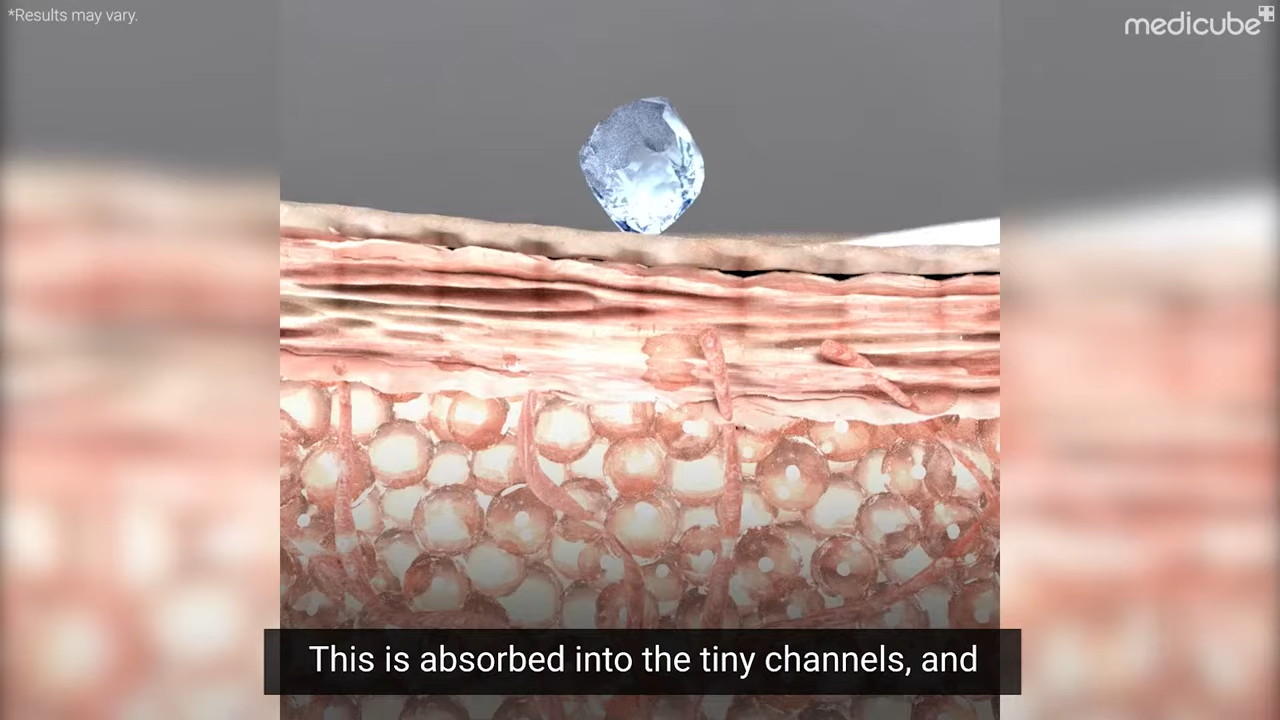 *Results may vary.
medicube
This is absorbed into the tiny channels, and